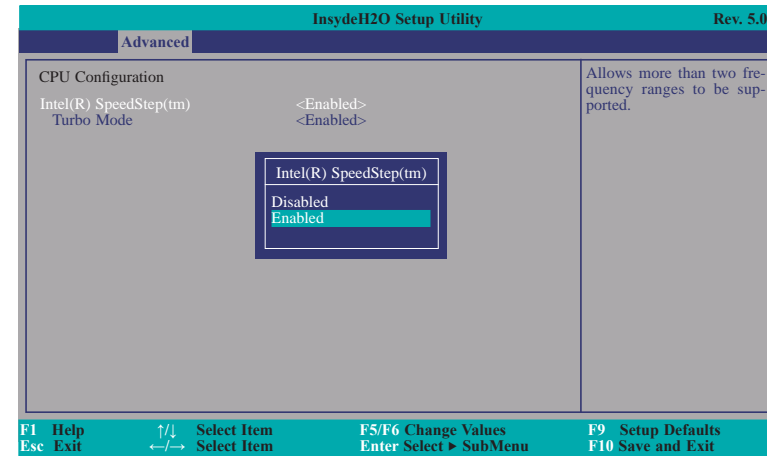 InsydeH2O Setup Utility Rev. 5.0
Advanced
CPU Configuration
Intel(R) SpeedStep(tm) <Enabled>
Turbo Mode <Enabled>
Intel(R) SpeedStep(tm)
Disabled
Enabled
Allows more than two fre-
quency ranges to be sup-
ported.
F1 Help ↑/↓ Select Item F5/F6 Change Values F9 Setup Defaults
Esc Exit ←/→ Select Item Enter Select ▶ SubMenu F10 Save and Exit